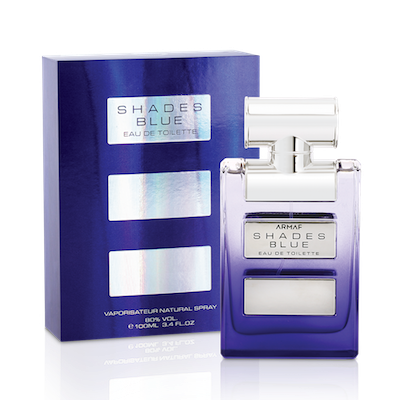 SHADES
BLUE
EAU DE TOILETTE
VAPORISATEUR NATURAL SPRAY
80% VOL.
e 100ML 3.4 FL.OZ
ARMAF
SHADES
BLUE
EAU DE TOILETTE